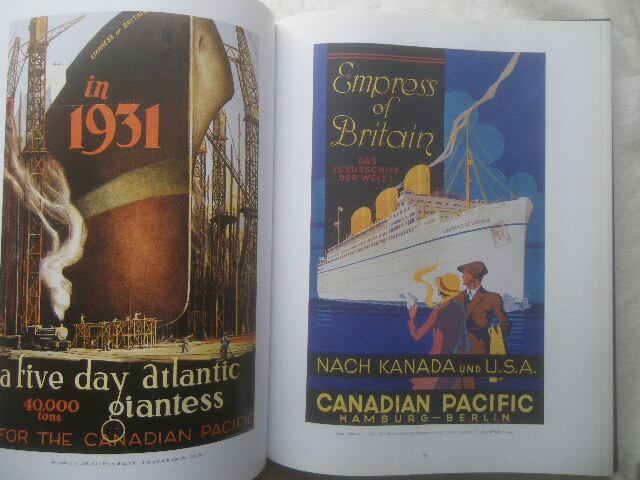 EMPRESS OF BRITAIN
in
1931
a five day atlantic
40,000
tons
giantess
FOR THE CANADIAN PACIFIC
Empress
of
Britain
DAS
LUXUSSCHIFF
DER WELT!
EMPRESS OF BRITAIN
NACH KANADA UND U.S.A.
CANADIAN PACIFIC
HAMBURG – BERLIN